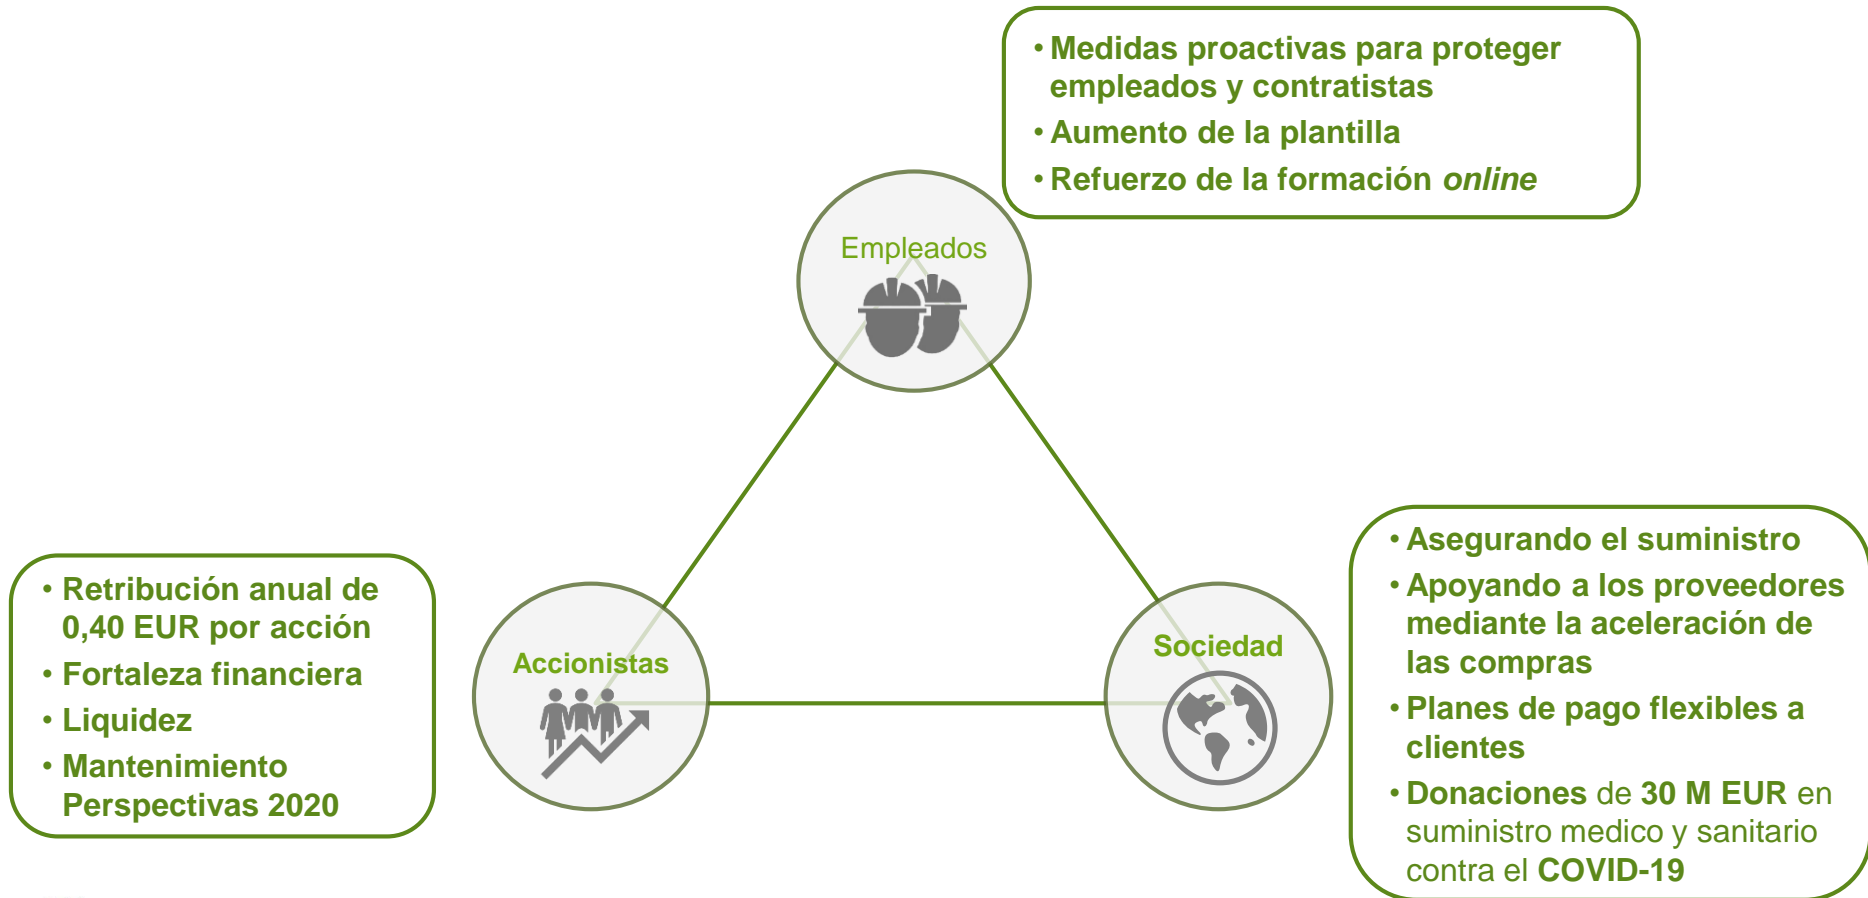 • Medidas proactivas para proteger
empleados y contratistas
• Aumento de la plantilla
• Refuerzo de la formación online
Empleados
• Retribución anual de
0,40 EUR por acción
• Fortaleza financiera
• Liquidez
• Mantenimiento
Perspectivas 2020
Accionistas
Sociedad
• Asegurando el suministro
• Apoyando a los proveedores
mediante la aceleración de
las compras
• Planes de pago flexibles a
clientes
• Donaciones de 30 M EUR en
suministro medico y sanitario
contra el COVID-19